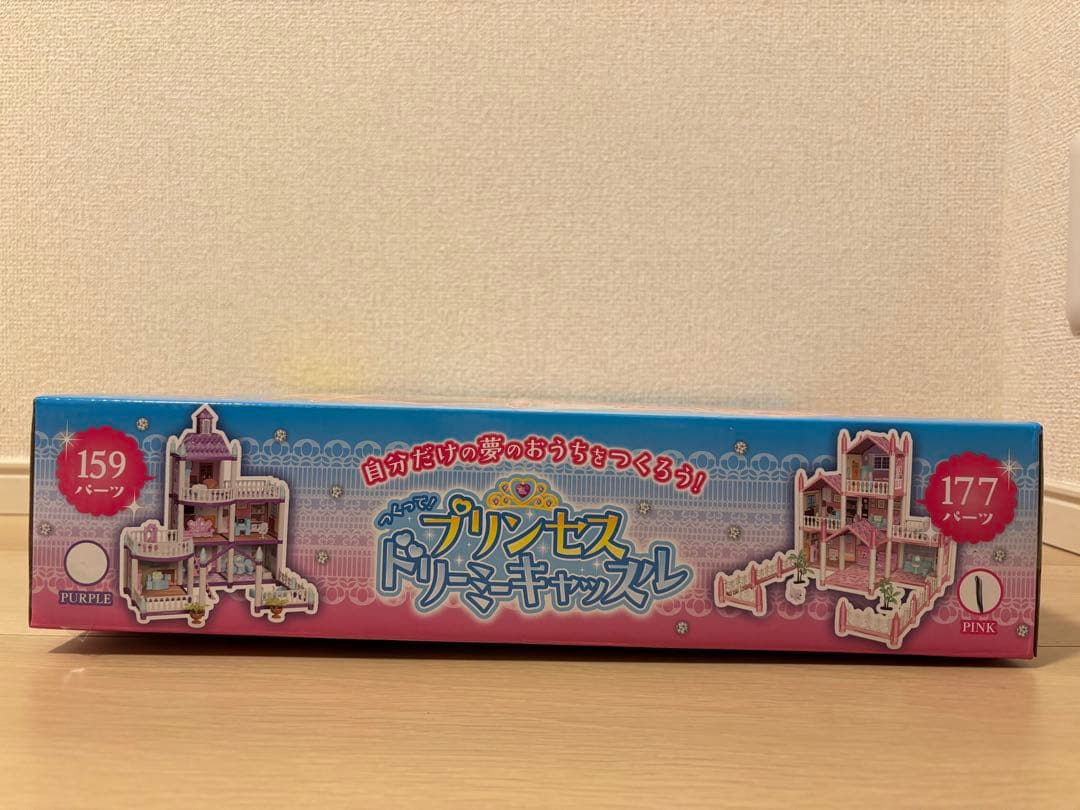 159
パーツ
PURPLE
自分だけの夢のおうちをつくろう!
つくって!
プリンセス
ドリーミーキャッスル
177
パーツ
PINK